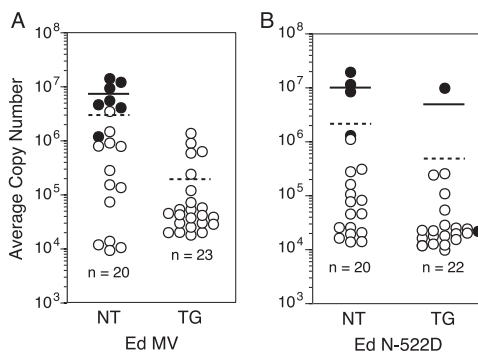 A
B
Average Copy Number
10^8
10^7
10^6
10^5
10^4
10^3
n = 20
n = 23
NT
TG
Ed MV
10^8
10^7
10^6
10^5
10^4
10^3
n = 20
n = 22
NT
TG
Ed N-522D